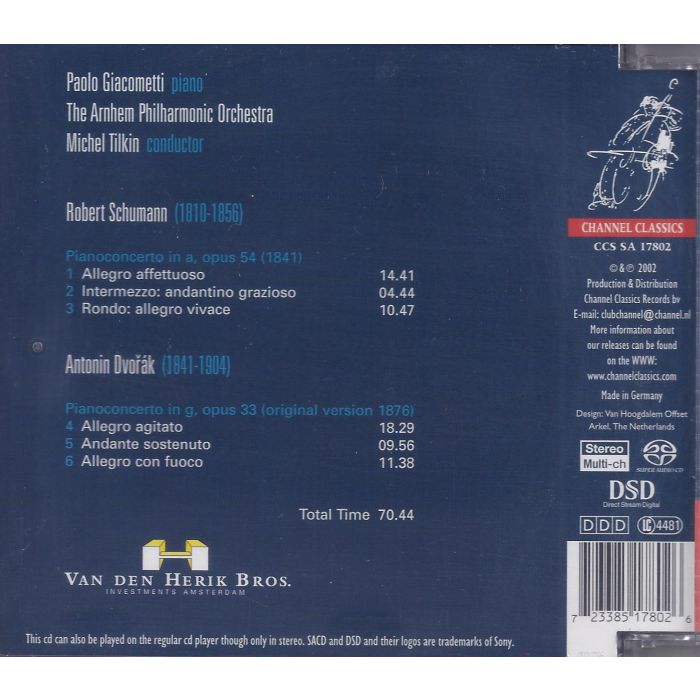 Paolo Giacometti piano
The Arnhem Philharmonic Orchestra
Michel Tilkin conductor
Robert Schumann (1810-1856)
Pianoconcerto in a, opus 54 (1841)
1 Allegro affettuoso 14.41
2 Intermezzo: andantino grazioso 04.44
3 Rondo: allegro vivace 10.47
Antonin Dvořák (1841-1904)
Pianoconcerto in g, opus 33 (original version 1876)
4 Allegro agitato 18.29
5 Andante sostenuto 09.56
6 Allegro con fuoco 11.38
Total Time 70.44
VAN DEN HERIK BROS.
INVESTMENTS AMSTERDAM
This cd can also be played on the regular cd player though only in stereo. SACD and DSD and their logos are trademarks of Sony.
CHANNEL CLASSICS
CCS SA 17802
© & ℗ 2002
Production & Distribution
Channel Classics Records bv
E-mail: clubchannel@channel.nl
More information about
our releases can be found
on the WWW:
www.channelclassics.com
Made in Germany
Design: Van Hoogdalem Offset
Arkel, The Netherlands
Stereo
Multi-ch
SUPER AUDIO CD
DSD
Direct Stream Digital
DDD LC 4481
7 23385 17802 6